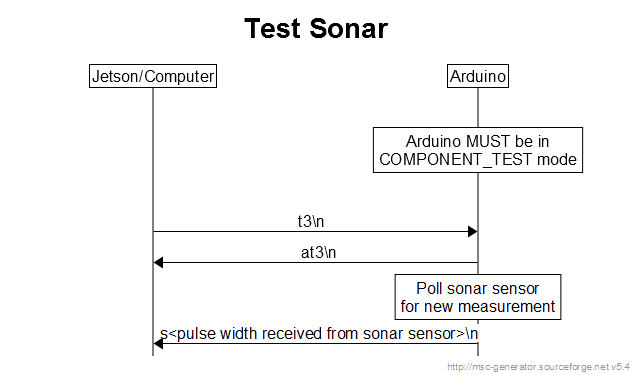 Test Sonar
Jetson/Computer
Arduino
Arduino MUST be in
COMPONENT_TEST mode
t3\n
at3\n
Poll sonar sensor
for new measurement
s<pulse width received from sonar sensor>\n
http://msc-generator.sourceforge.net v5.4